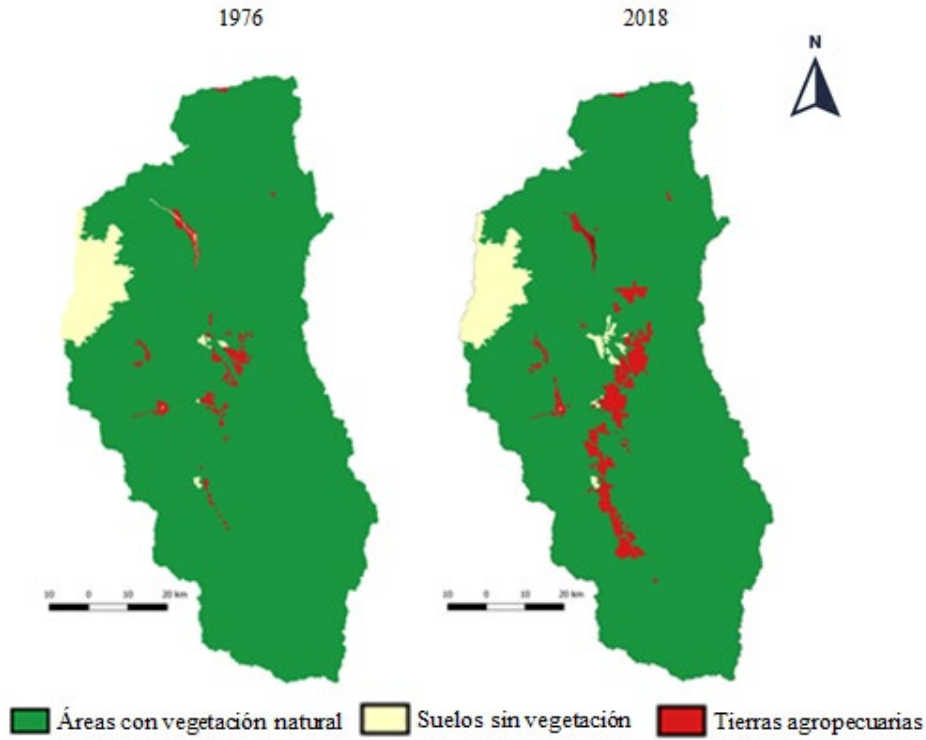 1976
2018
N
10 0 10 20 km
10 0 10 20 km
Áreas con vegetación natural
Suelos sin vegetación
Tierras agropecuarias